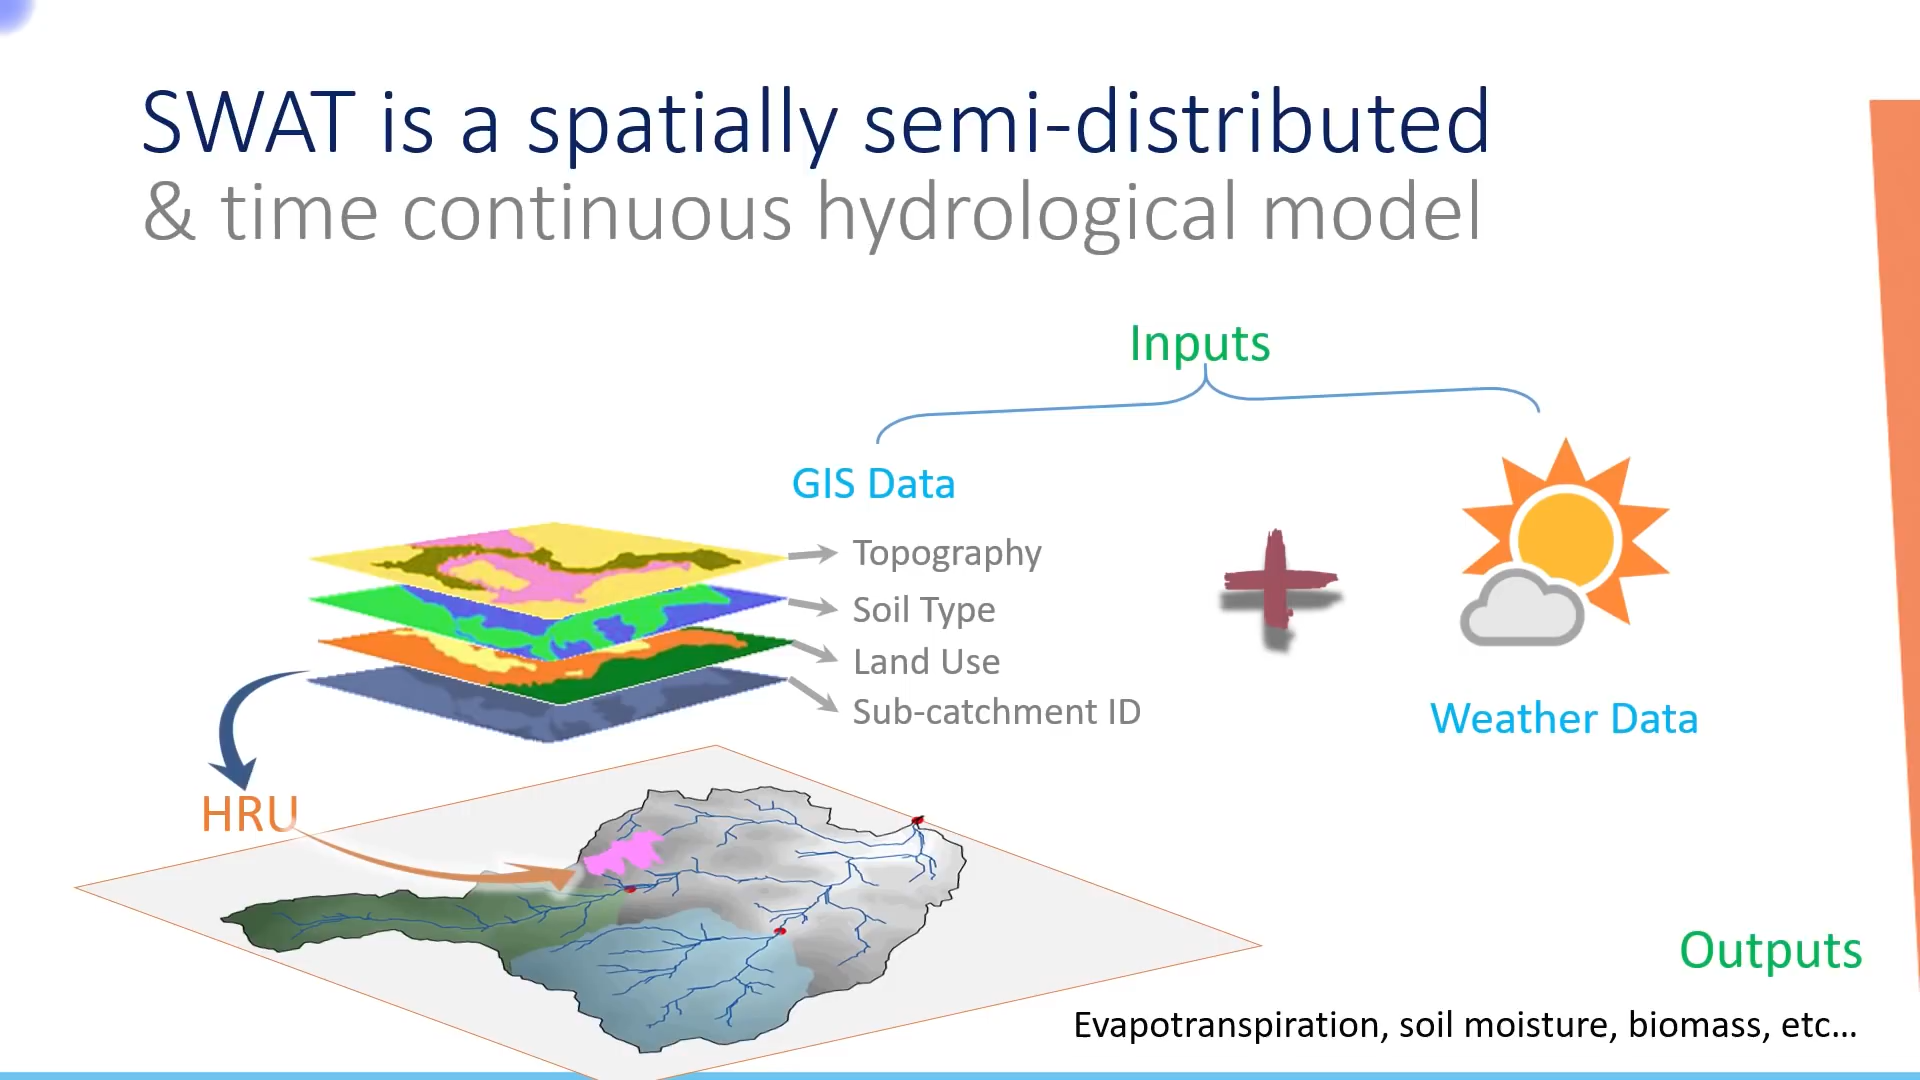 SWAT is a spatially semi-distributed
& time continuous hydrological model
Inputs
GIS Data
Topography
Soil Type
Land Use
Sub-catchment ID
Weather Data
HRU
Outputs
Evapotranspiration, soil moisture, biomass, etc...